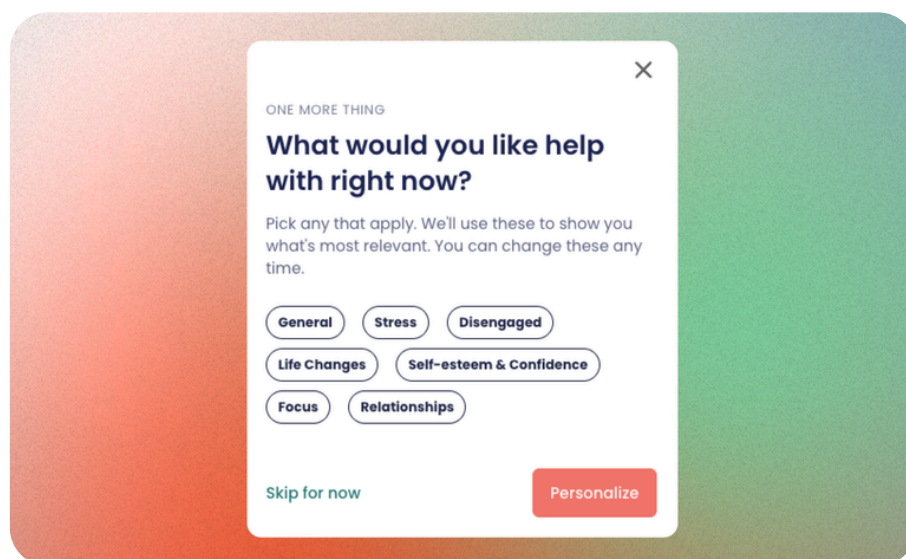 ONE MORE THING
What would you like help
with right now?
Pick any that apply. We'll use these to show you
what's most relevant. You can change these any
time.
General Stress Disengaged
Life Changes Self-esteem & Confidence
Focus Relationships
Skip for now Personalize